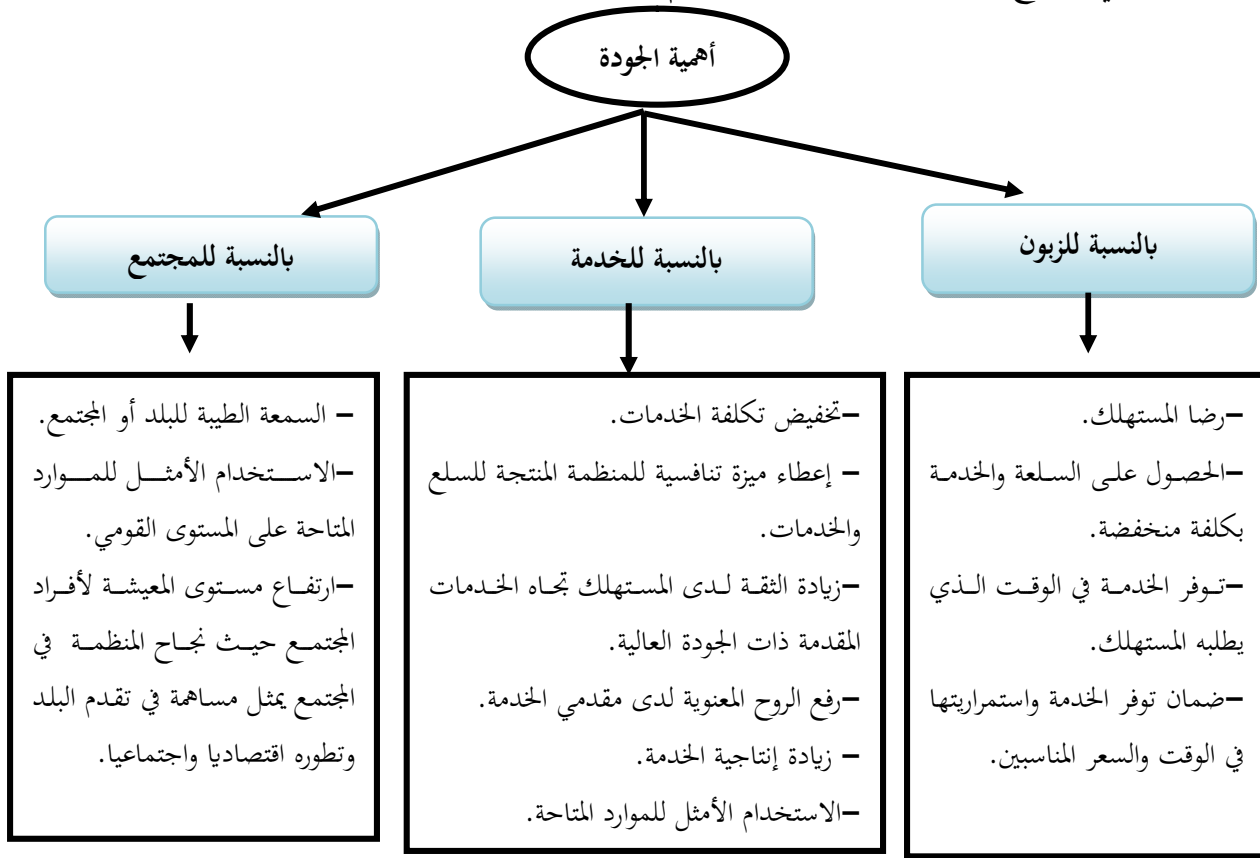 أهمية الجودة
بالنسبة للزبون
بالنسبة للخدمة
بالنسبة للمجتمع
–رضا المستهلك.
–الحصول على السلعة والخدمة
بكلفة منخفضة.
–توفر الخدمة في الوقت الذي
يطلبه المستهلك.
–ضمان توفر الخدمة واستمراريتها
في الوقت والسعر المناسبين.
–تخفيض تكلفة الخدمات.
– إعطاء ميزة تنافسية للمنظمة المنتجة للسلع
والخدمات.
–زيادة الثقة لدى المستهلك تجاه الخدمات
المقدمة ذات الجودة العالية.
–رفع الروح المعنوية لدى مقدمي الخدمة.
– زيادة إنتاجية الخدمة.
–الاستخدام الأمثل للموارد المتاحة.
– السمعة الطيبة للبلد أو المجتمع.
–الاستخدام الأمثل للموارد
المتاحة على المستوى القومي.
–ارتفاع مستوى المعيشة لأفراد
المجتمع حيث نجاح المنظمة في
المجتمع يمثل مساهمة في تقدم البلد
وتطوره اقتصاديا واجتماعيا.